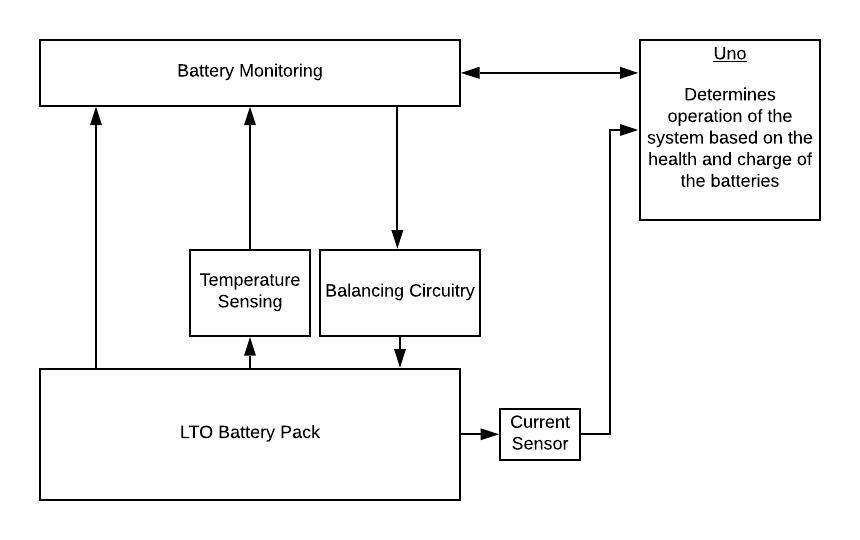 Battery Monitoring
Uno
Determines
operation of the
system based on the
health and charge of
the batteries
Temperature
Sensing
Balancing Circuitry
LTO Battery Pack
Current
Sensor